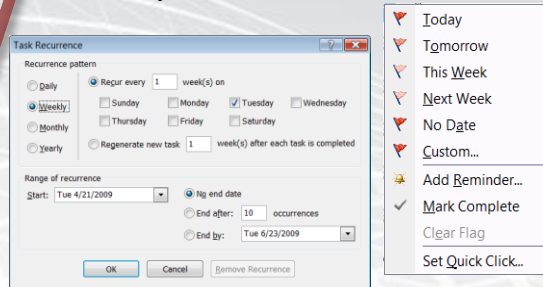 Task Recurrence
Recurrence pattern
Daily
Weekly
Monthly
Yearly
Recur every 1 week(s) on
Sunday Monday Tuesday Wednesday
Thursday Friday Saturday
Regenerate new task 1 week(s) after each task is completed
Range of recurrence
Start: Tue 4/21/2009
No end date
End after: 10 occurrences
End by: Tue 6/23/2009
OK Cancel Remove Recurrence
Today
Tomorrow
This Week
Next Week
No Date
Custom...
Add Reminder...
Mark Complete
Clear Flag
Set Quick Click...